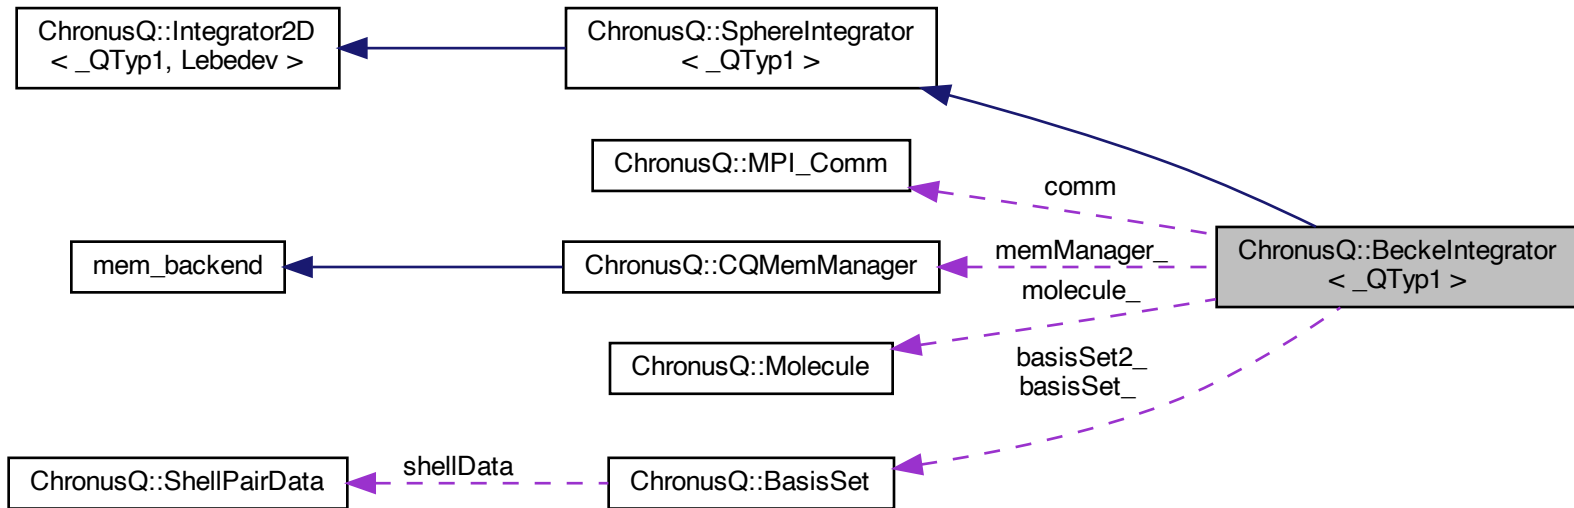 ChronusQ::Integrator2D
< _QTyp1, Lebedev >
ChronusQ::SphereIntegrator
< _QTyp1 >
ChronusQ::MPI_Comm
comm
mem_backend
ChronusQ::CQMemManager
memManager_
ChronusQ::BeckeIntegrator
< _QTyp1 >
molecule_
ChronusQ::Molecule
basisSet2_
basisSet_
ChronusQ::ShellPairData
shellData
ChronusQ::BasisSet